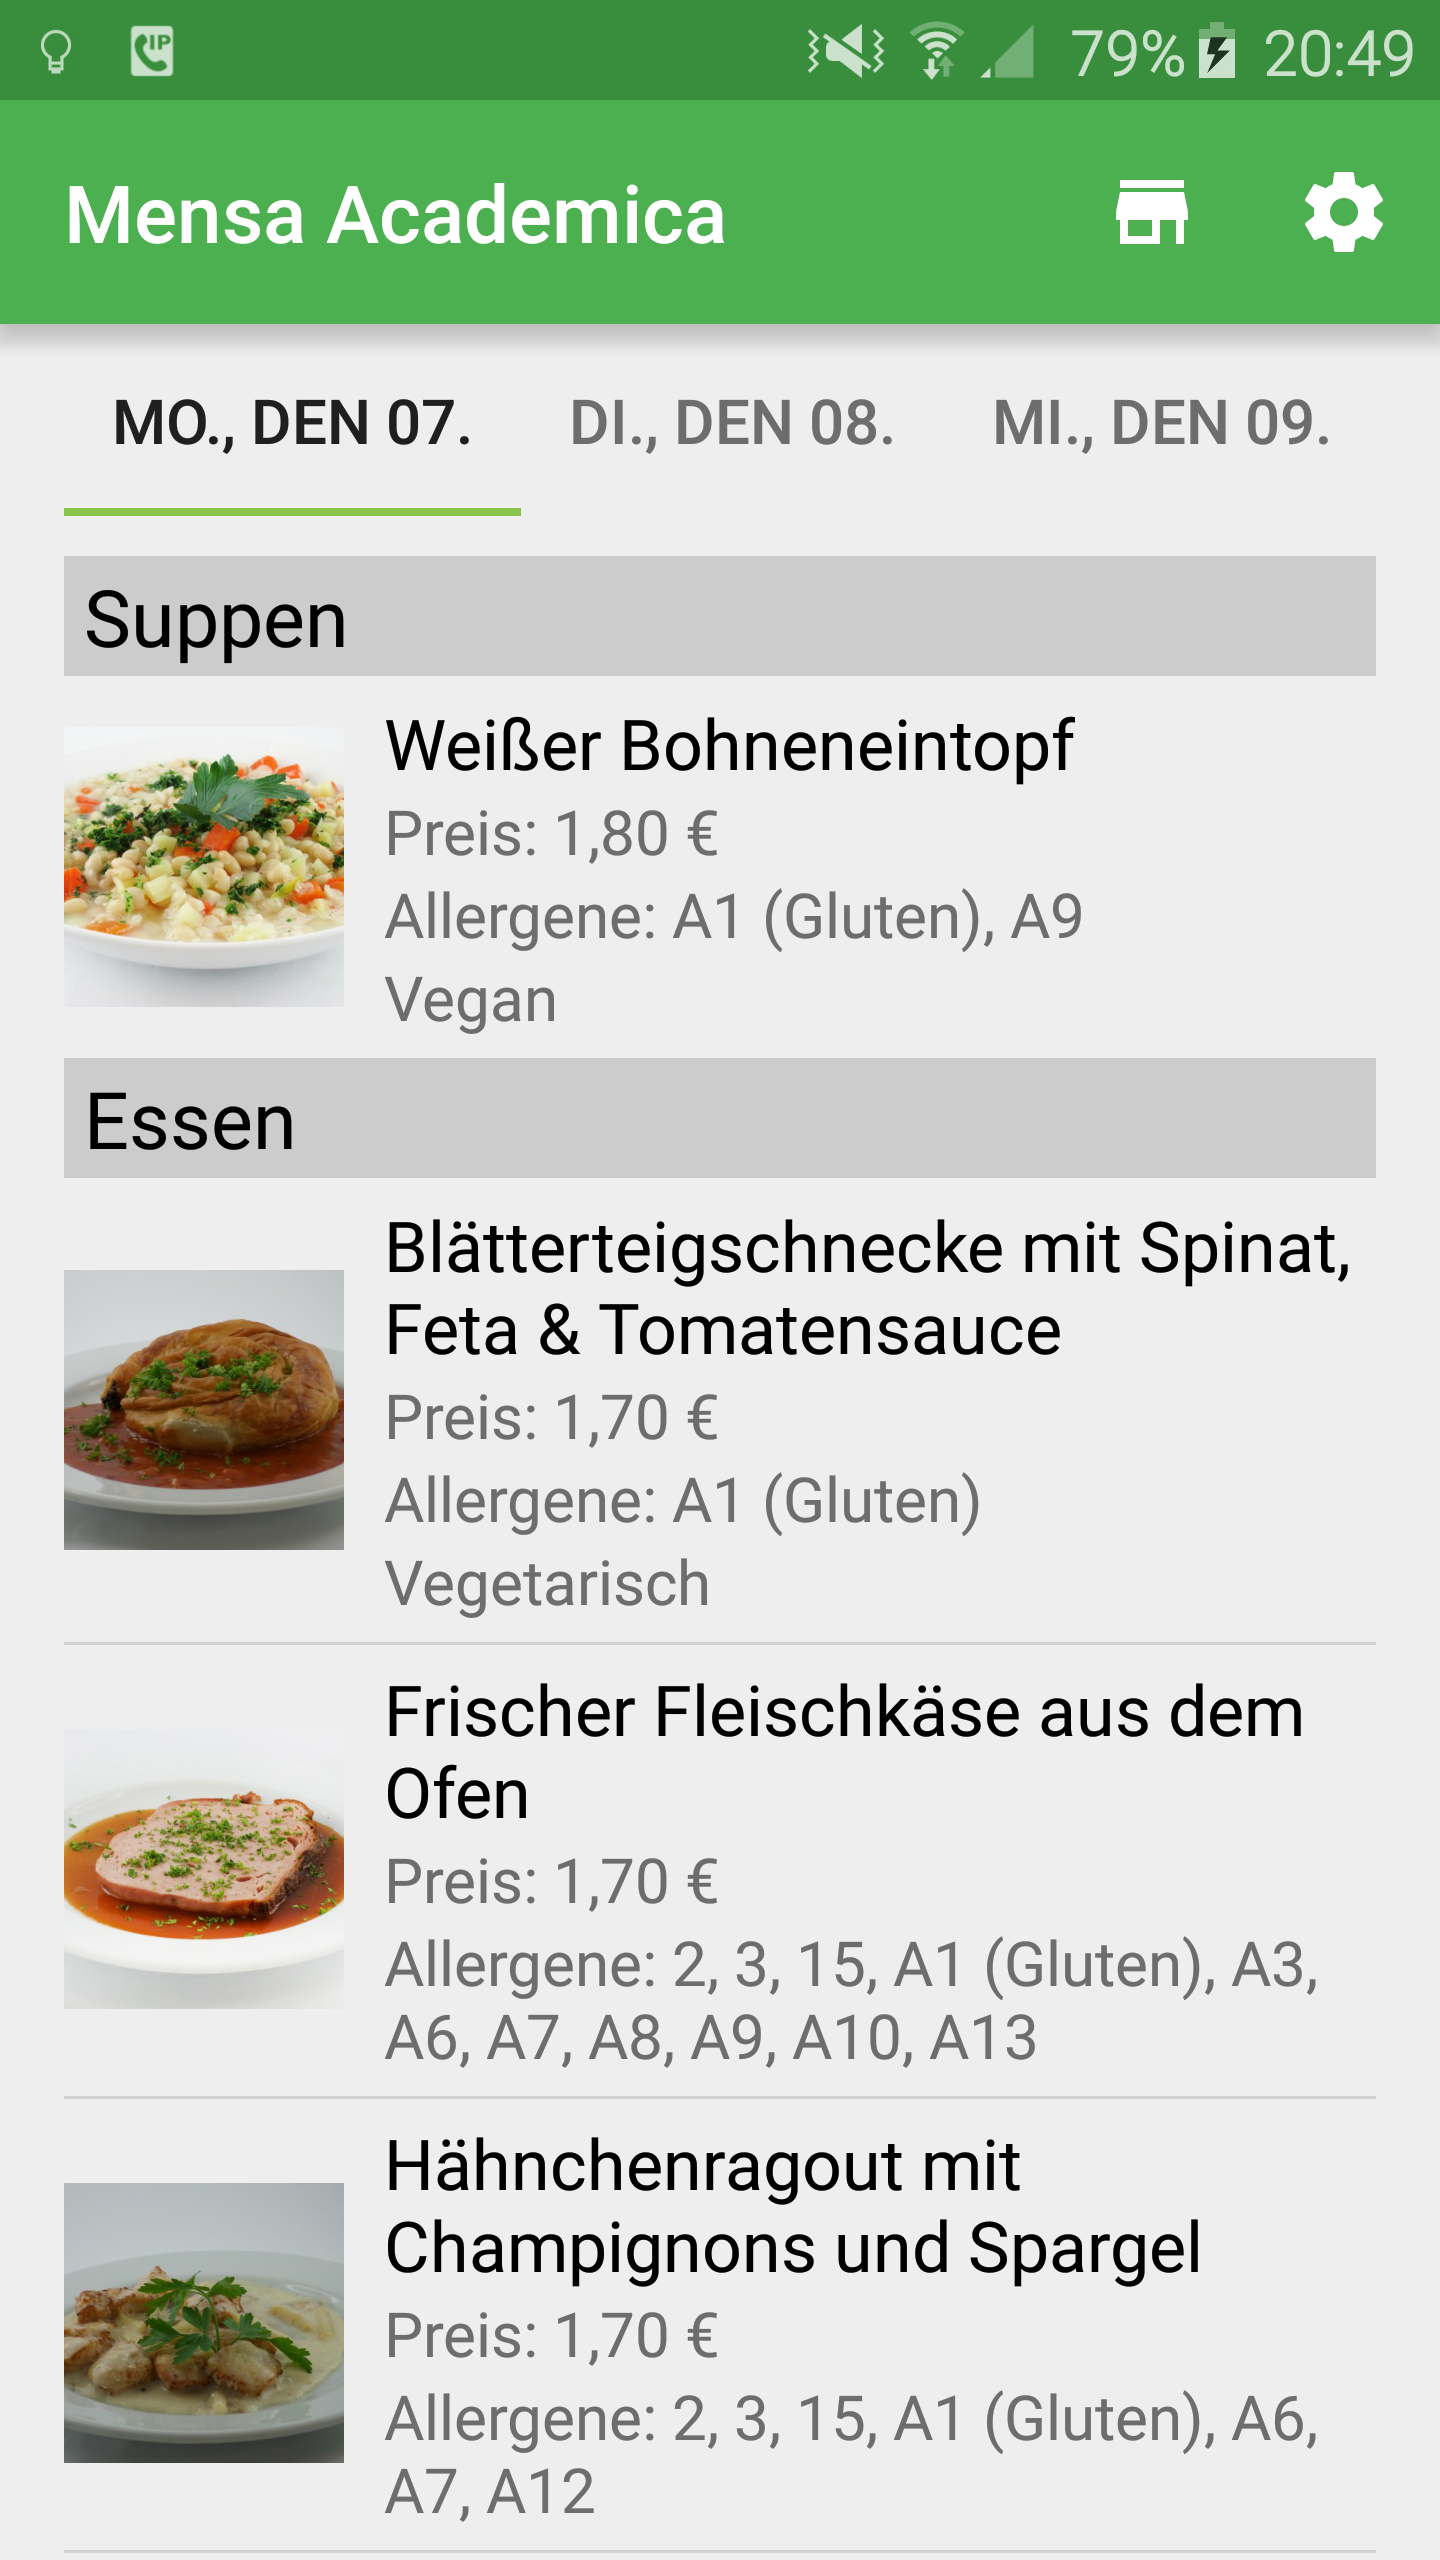 IP
79%
20:49
Mensa Academica
MO., DEN 07.
DI., DEN 08.
MI., DEN 09.
Suppen
Weißer Bohneneintopf
Preis: 1,80 €
Allergene: A1 (Gluten), A9
Vegan
Essen
Blätterteigschnecke mit Spinat,
Feta & Tomatensauce
Preis: 1,70 €
Allergene: A1 (Gluten)
Vegetarisch
Frischer Fleischkäse aus dem
Ofen
Preis: 1,70 €
Allergene: 2, 3, 15, A1 (Gluten), A3,
A6, A7, A8, A9, A10, A13
Hähnchenragout mit
Champignons und Spargel
Preis: 1,70 €
Allergene: 2, 3, 15, A1 (Gluten), A6,
A7, A12